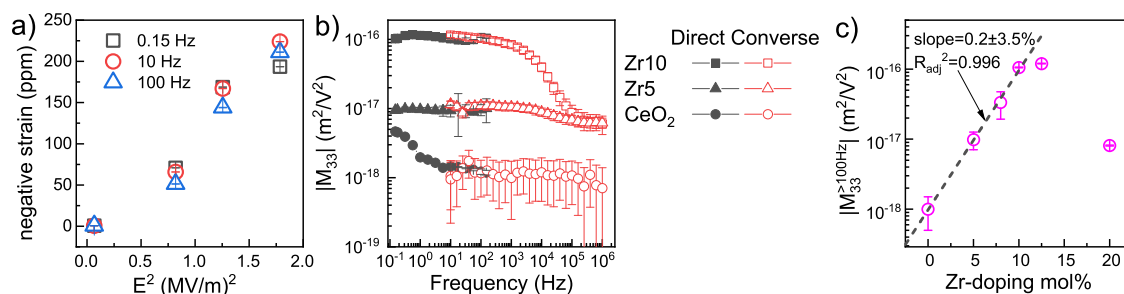 a)
negative strain (ppm)
250
200
150
100
50
0
0.15 Hz
10 Hz
100 Hz
0.0 0.5 1.0 1.5 2.0
E² (MV/m)²
b)
|M₃₃| (m²/V²)
10⁻¹⁶
10⁻¹⁷
10⁻¹⁸
10⁻¹⁹
10⁻¹ 10⁰ 10¹ 10² 10³ 10⁴ 10⁵ 10⁶
Frequency (Hz)
Direct Converse
Zr10
Zr5
CeO₂
c)
|M₃₃^>100Hz| (m²/V²)
10⁻¹⁶
10⁻¹⁷
10⁻¹⁸
slope=0.2±3.5%
R_adj²=0.996
0 5 10 15 20
Zr-doping mol%